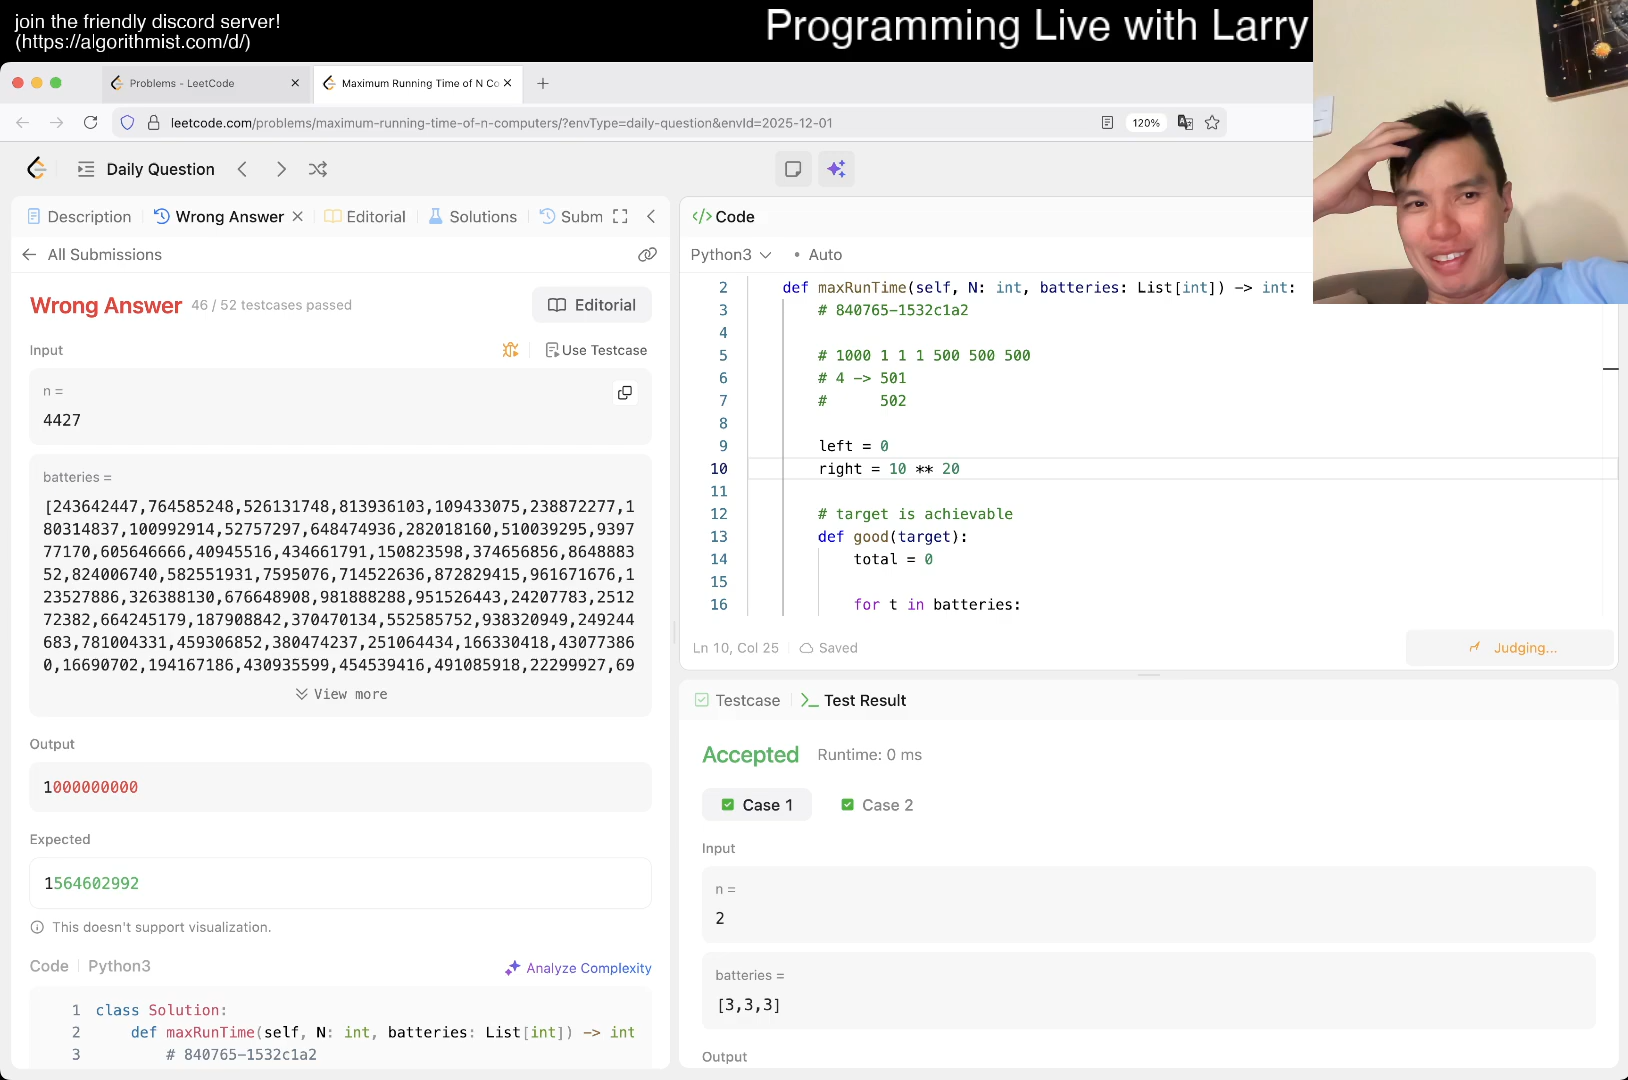 join the friendly discord server!
(https://algorithmist.com/d/)
Programming Live with Larry
Problems - LeetCode
Maximum Running Time of N Co
leetcode.com/problems/maximum-running-time-of-n-computers/?envType=daily-question&envId=2025-12-01
120%
Daily Question
Description
Wrong Answer
Editorial
Solutions
Subm
All Submissions
Wrong Answer 46 / 52 testcases passed
Editorial
Input
Use Testcase
n =
4427
batteries =
[243642447,764585248,526131748,813936103,109433075,238872277,1
80314837,100992914,52757297,648474936,282018160,510039295,9397
77170,605646666,40945516,434661791,150823598,374656856,8648883
52,824006740,582551931,7595076,714522636,872829415,961671676,1
23527886,326388130,676648908,981888288,951526443,24207783,2512
72382,664245179,187908842,370470134,552585752,938320949,249244
683,781004331,459306852,380474237,251064434,166330418,43077386
0,16690702,194167186,430935599,454539416,491085918,22299927,69
View more
Output
1000000000
Expected
1564602992
This doesn't support visualization.
Code | Python3
Analyze Complexity
1 class Solution:
2 def maxRunTime(self, N: int, batteries: List[int]) -> int
3 # 840765-1532c1a2
</> Code
Python3
• Auto
2 def maxRunTime(self, N: int, batteries: List[int]) -> int:
3 # 840765-1532c1a2
4
5 # 1000 1 1 1 500 500 500
6 # 4 -> 501
7 # 502
8
9 left = 0
10 right = 10 ** 20
11
12 # target is achievable
13 def good(target):
14 total = 0
15
16 for t in batteries:
Ln 10, Col 25
Saved
Judging...
Testcase
>_ Test Result
Accepted Runtime: 0 ms
Case 1
Case 2
Input
n =
2
batteries =
[3,3,3]
Output